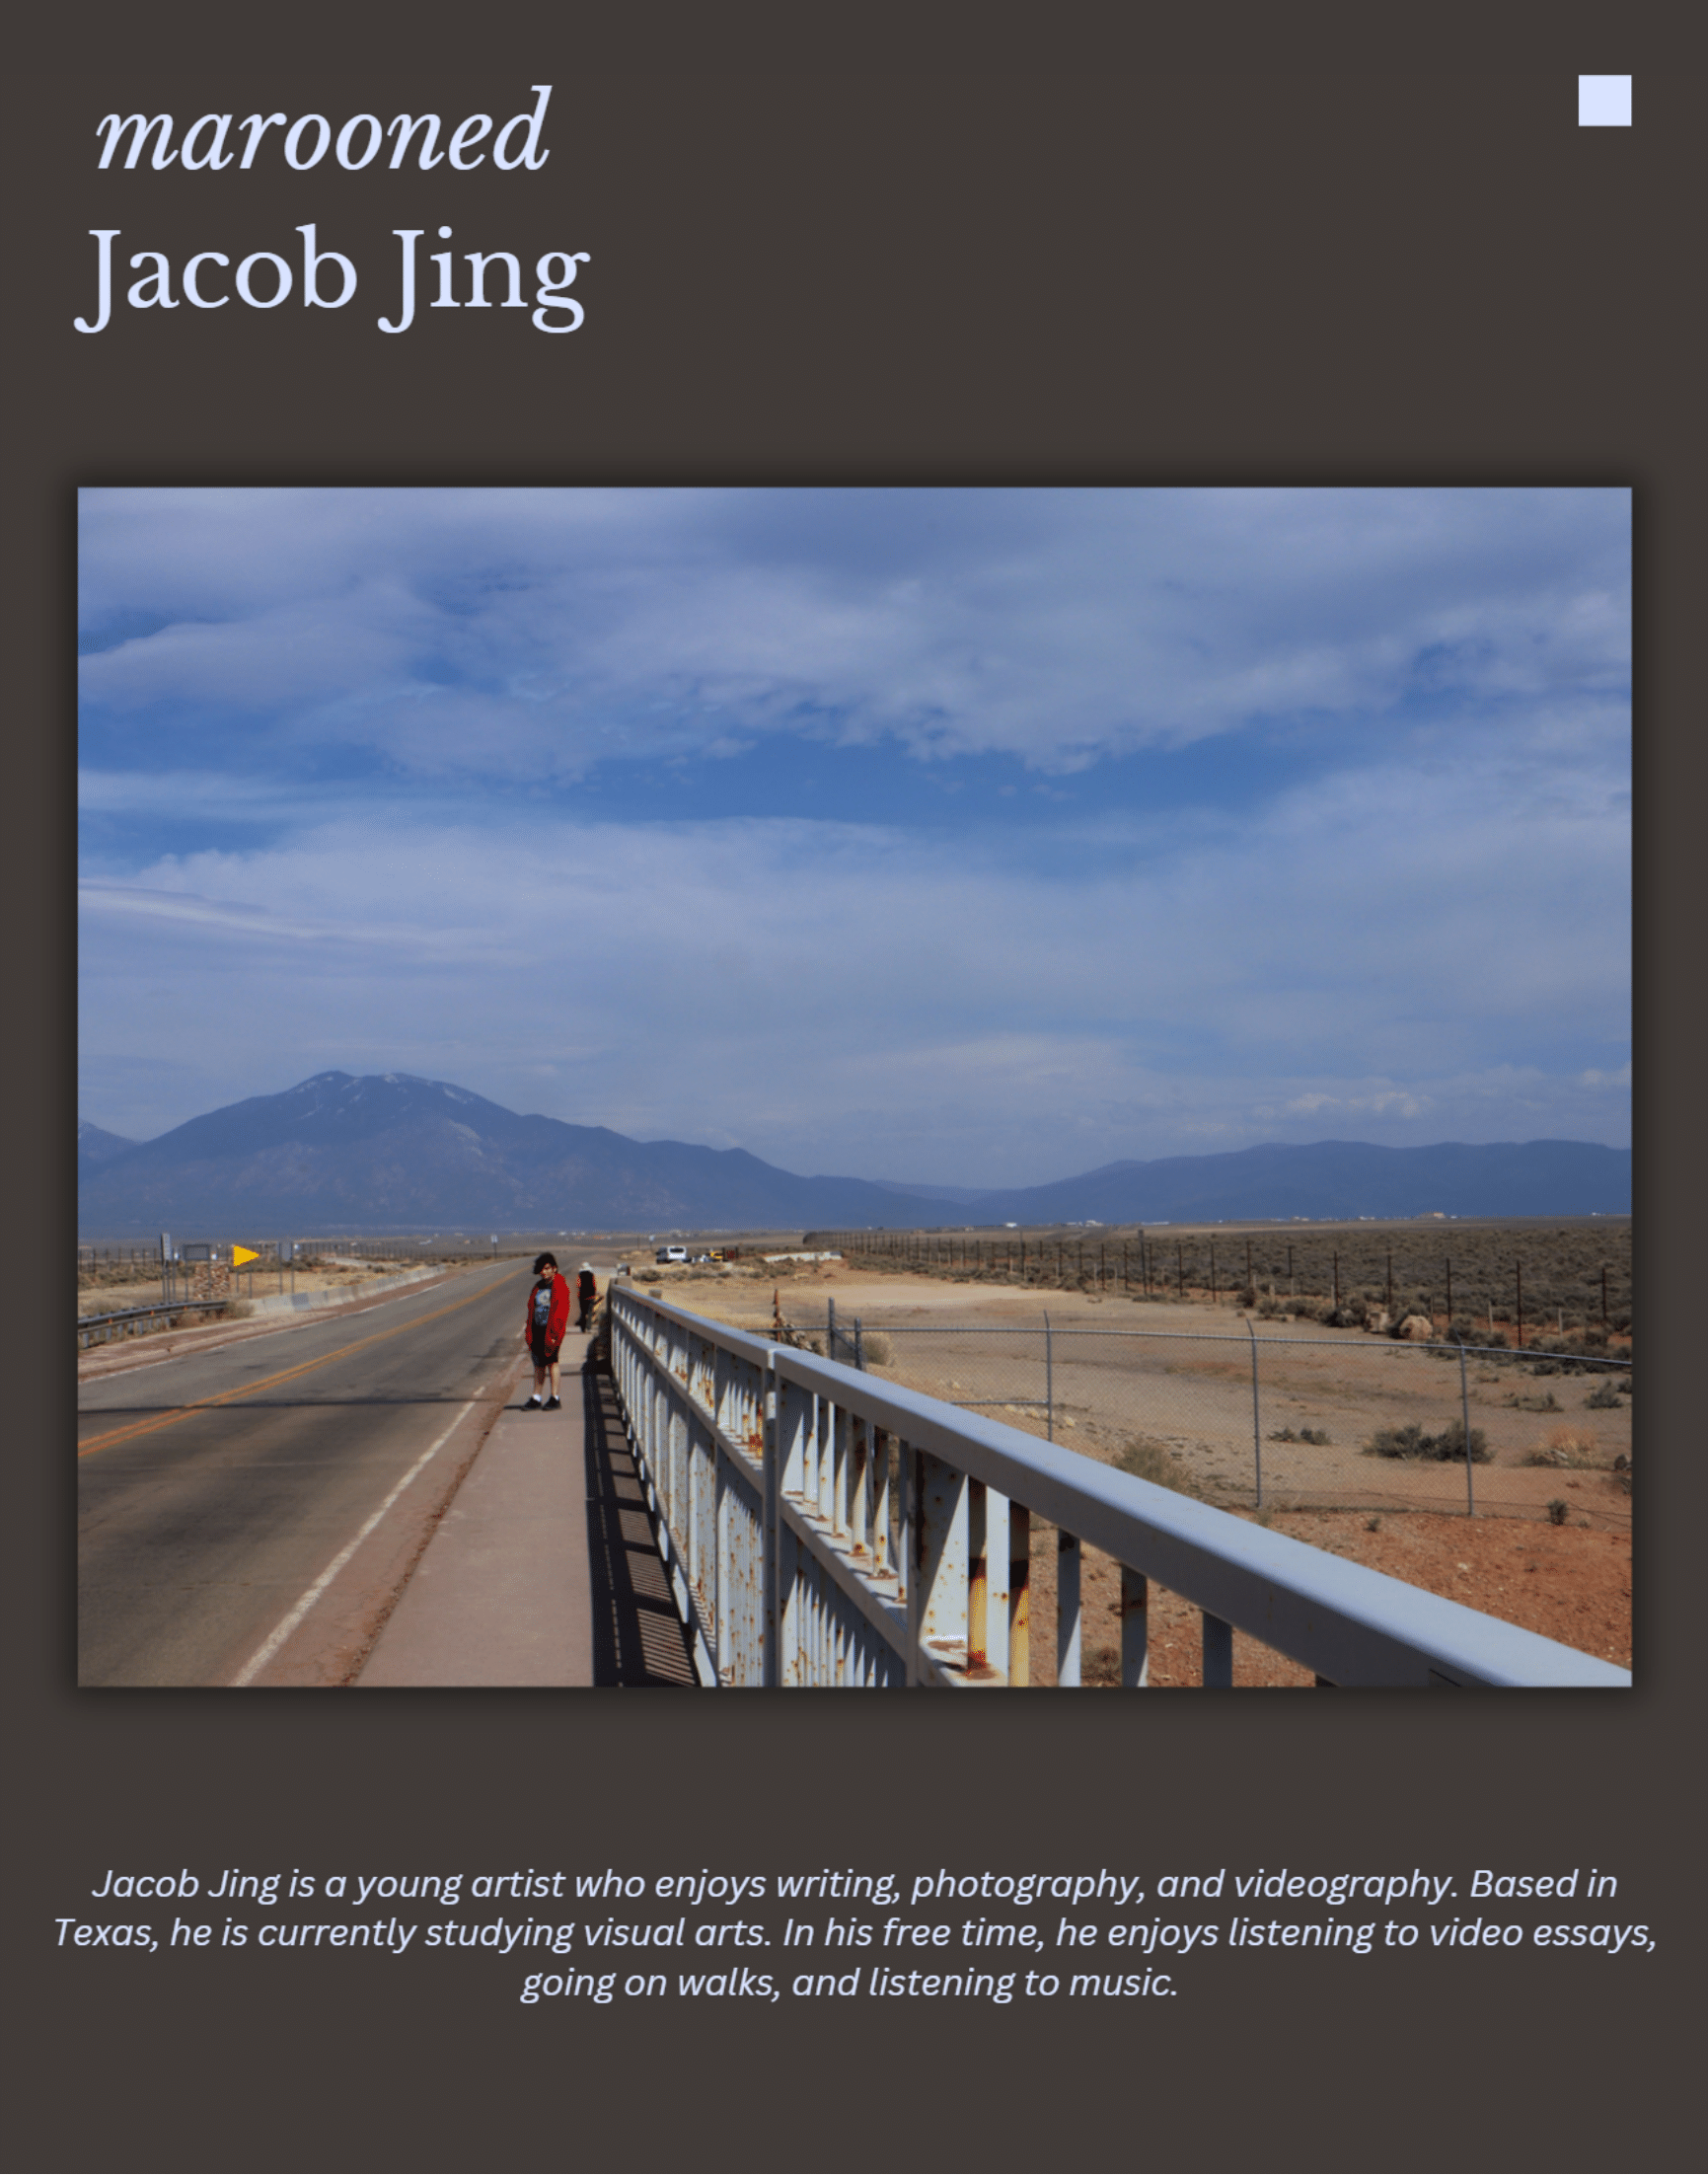 marooned
Jacob Jing
Jacob Jing is a young artist who enjoys writing, photography, and videography. Based in
Texas, he is currently studying visual arts. In his free time, he enjoys listening to video essays,
going on walks, and listening to music.